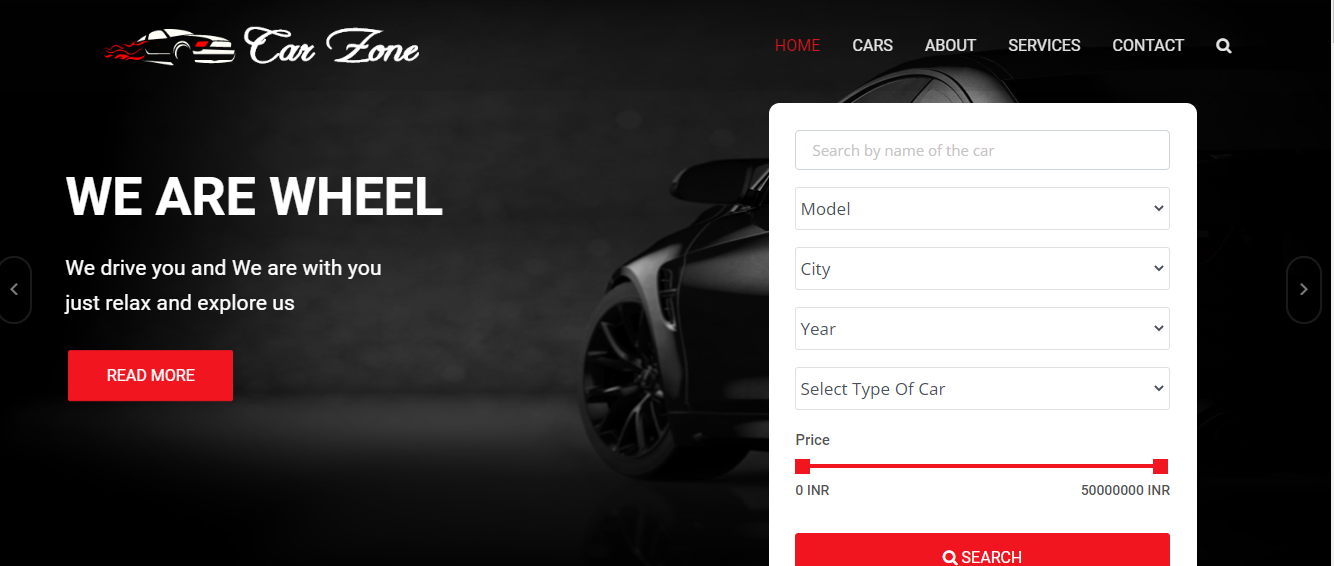 Car Zone
HOME CARS ABOUT SERVICES CONTACT
WE ARE WHEEL
We drive you and We are with you
just relax and explore us
READ MORE
Search by name of the car
Model
City
Year
Select Type Of Car
Price
0 INR 50000000 INR
SEARCH